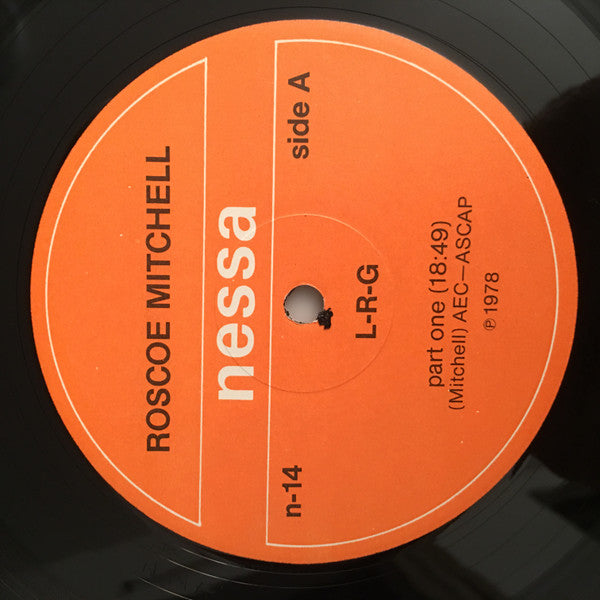 ROSCOE MITCHELL
nessa
n-14 side A
L-R-G
part one (18:49)
(Mitchell) AEC—ASCAP
℗ 1978